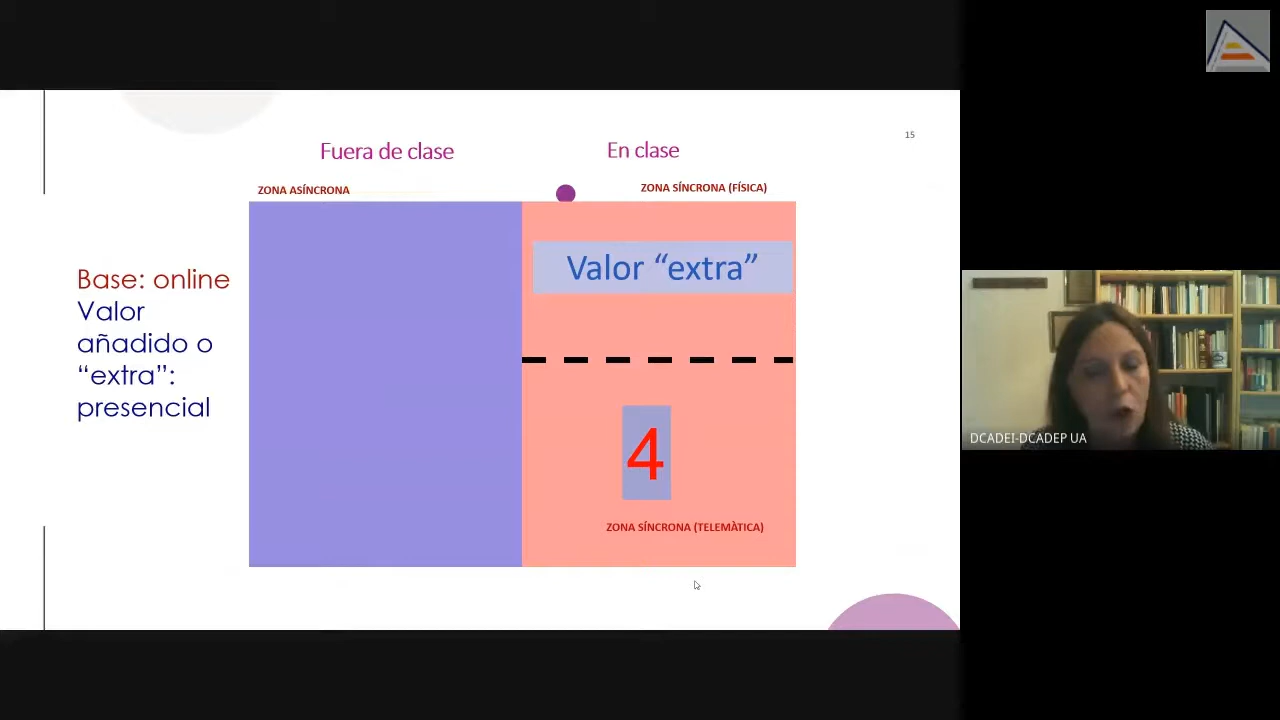 15
Fuera de clase
En clase
ZONA ASÍNCRONA
ZONA SÍNCRONA (FÍSICA)
Base: online
Valor
añadido o
“extra”:
presencial
Valor “extra”
4
ZONA SÍNCRONA (TELEMÀTICA)
DCADEI-DCADEP UA